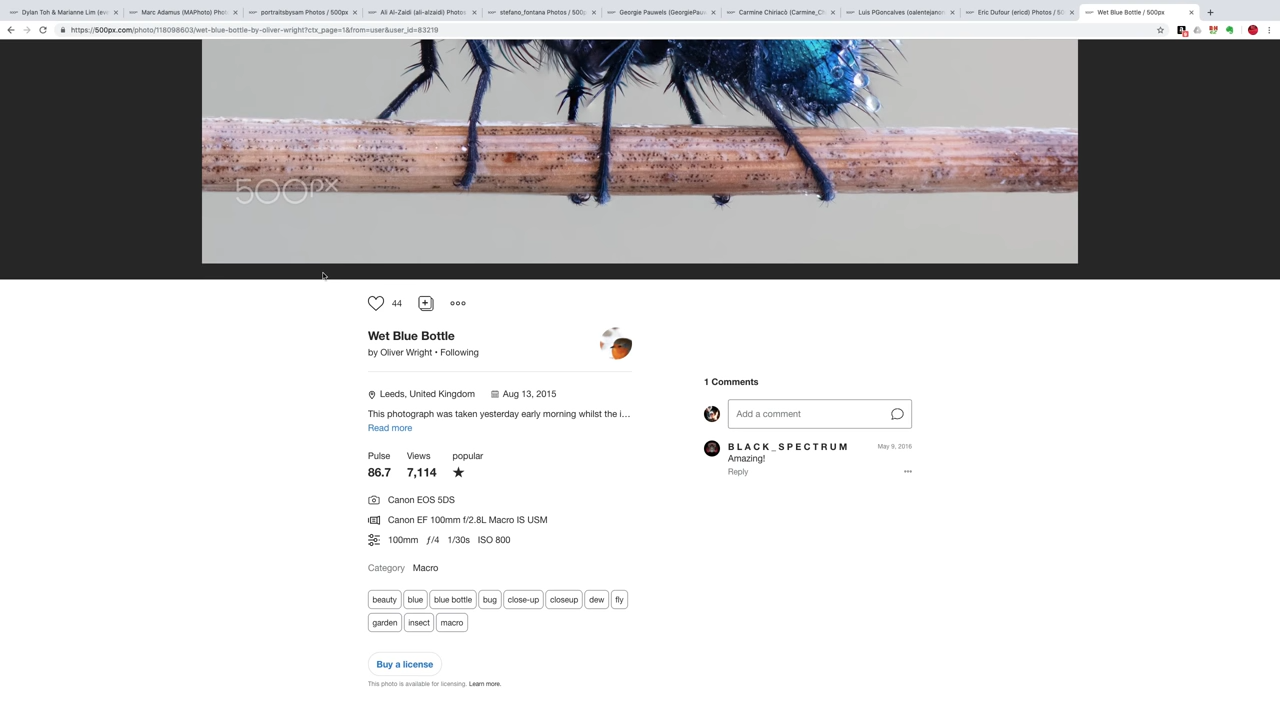 Dylan Toh & Marianne Lim (ev
Marc Adamus (MAPhoto) Pho
portraitsbysam Photos / 500px
Ali Al-Zaidi (ali-alzaidi) Photos
stefano_fontana Photos / 500
Georgie Pauwels (GeorgiePau
Carmine Chiriacò (Carmine_Ch
Luis PGoncalves (oalentejano
Eric Dufour (ericd) Photos / 50
Wet Blue Bottle / 500px
https://500px.com/photo/118098603/wet-blue-bottle-by-oliver-wright?ctx_page=1&from=user&user_id=83219
500px
44
Wet Blue Bottle
by Oliver Wright • Following
Leeds, United Kingdom Aug 13, 2015
This photograph was taken yesterday early morning whilst the i...
Read more
Pulse Views popular
86.7 7,114
Canon EOS 5DS
Canon EF 100mm f/2.8L Macro IS USM
100mm ƒ/4 1/30s ISO 800
Category Macro
beauty blue blue bottle bug close-up closeup dew fly
garden insect macro
Buy a license
This photo is available for licensing. Learn more.
1 Comments
Add a comment
B L A C K _ S P E C T R U M May 9, 2016
Amazing!
Reply